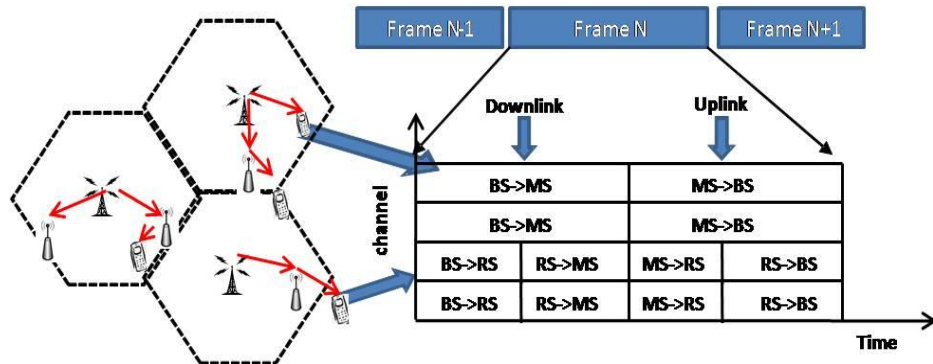 Frame N-1 Frame N Frame N+1
Downlink Uplink
channel
BS->MS MS->BS
BS->MS MS->BS
BS->RS RS->MS MS->RS RS->BS
BS->RS RS->MS MS->RS RS->BS
Time